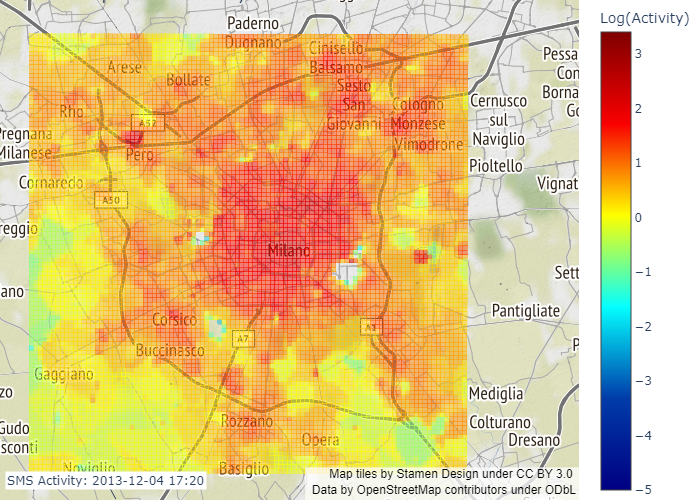 Log(Activity)
Paderno
Dugnano
Cinisello
Balsamo
Arese
Bollate
Sesto
San
Giovanni
Cologno
Monzese
Vimodrone
Cernusco
sul
Naviglio
Pioltello
Pessa
Con
Borna
Go
Rho
A52
Pero
Pregnana
Milanese
Cornaredo
A50
reggio
Vignat
Milano
ano
Sett
Pantigliate
Corsico
A7
A1
Buccinasco
P
Gaggiano
zo
Mediglia
Gudo
sconti
Rozzano
Colturano
Opera
Dresano
Noviglio
Basiglio
SMS Activity: 2013-12-04 17:20
Map tiles by Stamen Design under CC BY 3.0
Data by OpenStreetMap contributors under ODbL
3
2
1
0
−1
−2
−3
−4
−5